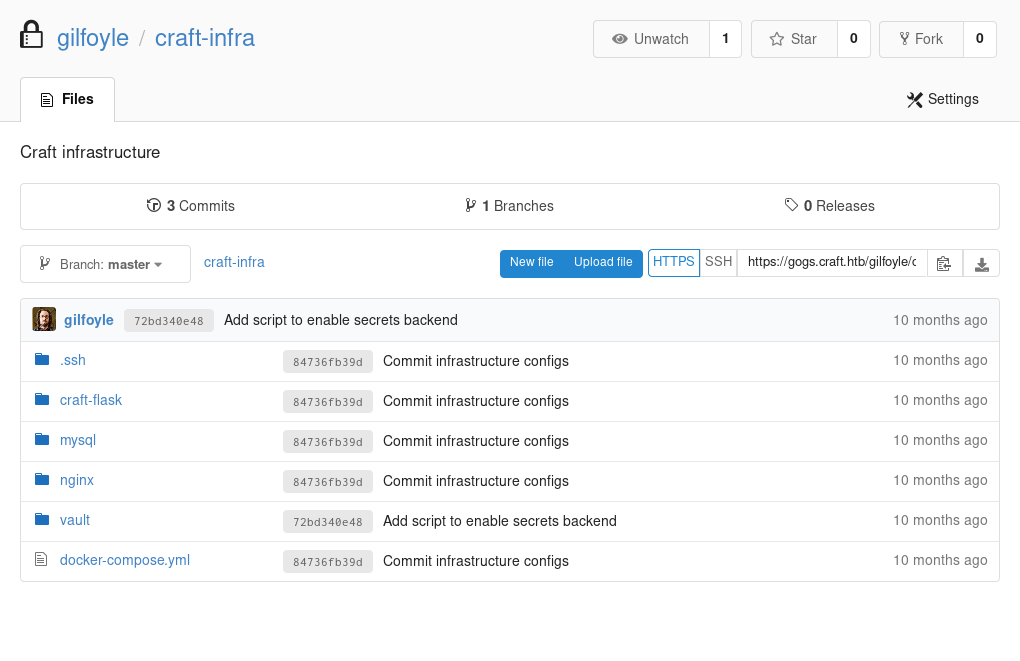 gilfoyle / craft-infra
Unwatch 1
Star 0
Fork 0
Files
Settings
Craft infrastructure
3 Commits
1 Branches
0 Releases
Branch: master
craft-infra
New file
Upload file
HTTPS
SSH
https://gogs.craft.htb/gilfoyle/c
gilfoyle 72bd340e48 Add script to enable secrets backend 10 months ago
.ssh 84736fb39d Commit infrastructure configs 10 months ago
craft-flask 84736fb39d Commit infrastructure configs 10 months ago
mysql 84736fb39d Commit infrastructure configs 10 months ago
nginx 84736fb39d Commit infrastructure configs 10 months ago
vault 72bd340e48 Add script to enable secrets backend 10 months ago
docker-compose.yml 84736fb39d Commit infrastructure configs 10 months ago